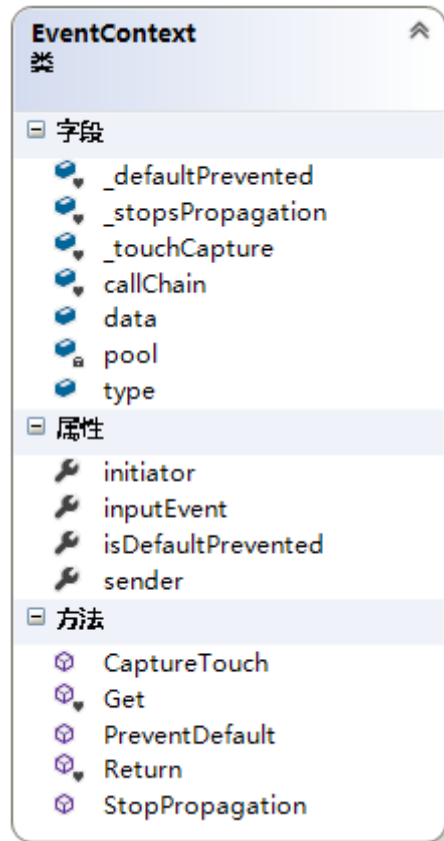 EventContext
类
字段
_defaultPrevented
_stopsPropagation
_touchCapture
callChain
data
pool
type
属性
initiator
inputEvent
isDefaultPrevented
sender
方法
CaptureTouch
Get
PreventDefault
Return
StopPropagation